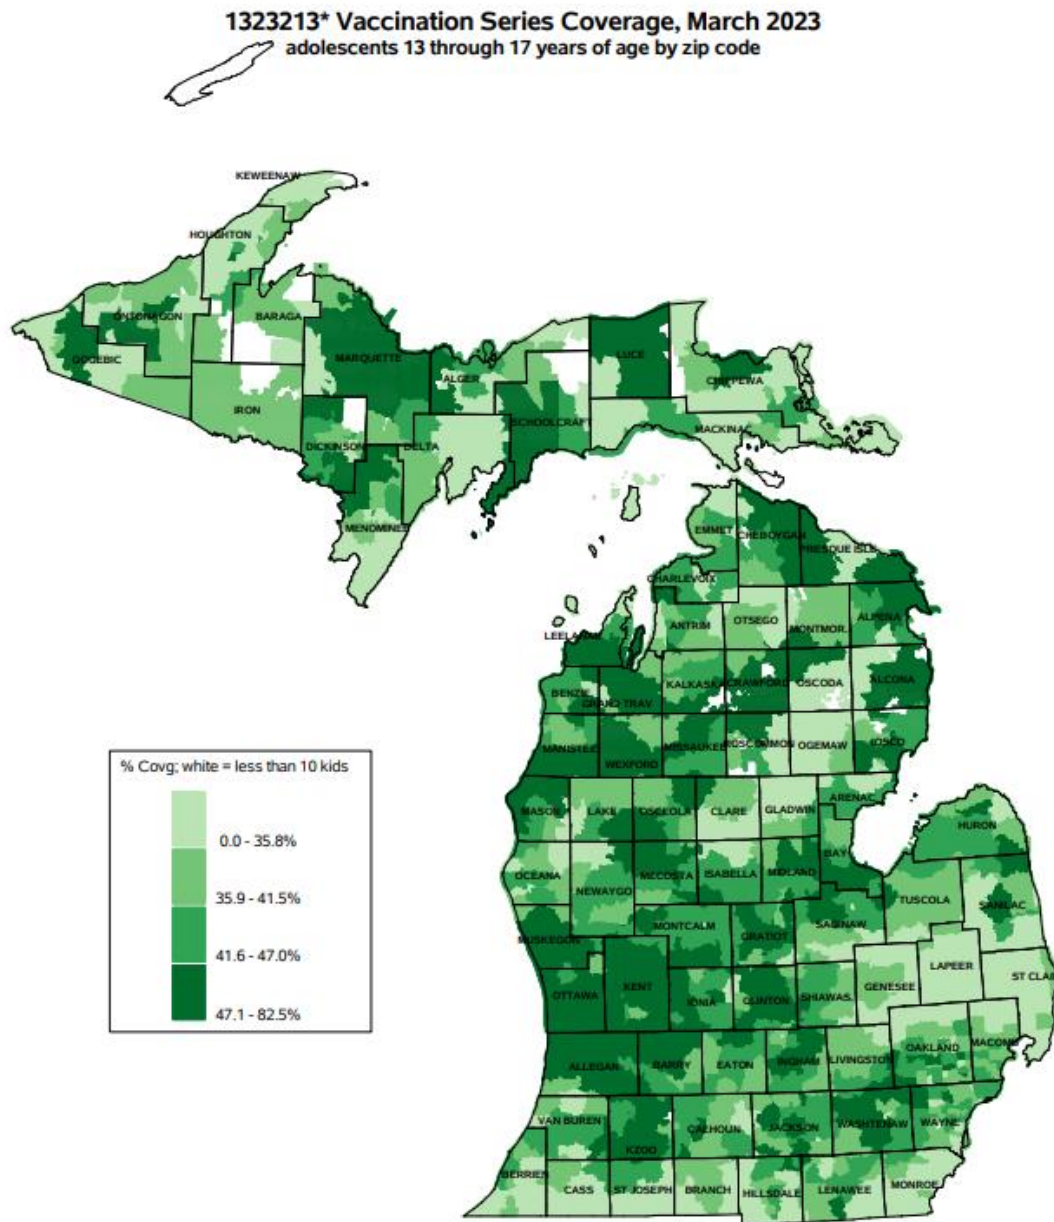 1323213* Vaccination Series Coverage, March 2023
adolescents 13 through 17 years of age by zip code
KEWEENAW
HOUGHTON
ONTONAGON
BARAGA
GOGEBIC
MARQUETTE
LUCE
ALGER
CHIPPEWA
IRON
SCHOOLCRAFT
MACKINAC
DICKINSON
DELTA
MENOMINEE
EMMET
CHEBOYGAN
PRESQUE ISLE
CHARLEVOIX
LEELANAU
ANTRIM
OTSEGO
MONTMOR.
ALPENA
BENZIE
GRAND TRAV.
KALKASKA
CRAWFORD
OSCODA
ALCONA
MANISTEE
WEXFORD
MISSAUKEE
ROSCOMMON
OGEMAW
IOSCO
% Covg; white = less than 10 kids
0.0 - 35.8%
35.9 - 41.5%
41.6 - 47.0%
47.1 - 82.5%
MASON
LAKE
OSCEOLA
CLARE
GLADWIN
ARENAC
HURON
OCEANA
NEWAYGO
MECOSTA
ISABELLA
MIDLAND
BAY
TUSCOLA
SANILAC
MUSKEGON
MONTCALM
GRATIOT
SAGINAW
OTTAWA
KENT
IONIA
CLINTON
SHIAWAS.
GENESEE
LAPEER
ST CLAI
ALLEGAN
BARRY
EATON
INGHAM
LIVINGSTON
OAKLAND
MACOMB
VAN BUREN
KZOO
CALHOUN
JACKSON
WASHTENAW
WAYNE
BERRIEN
CASS
ST JOSEPH
BRANCH
HILLSDALE
LENAWEE
MONROE